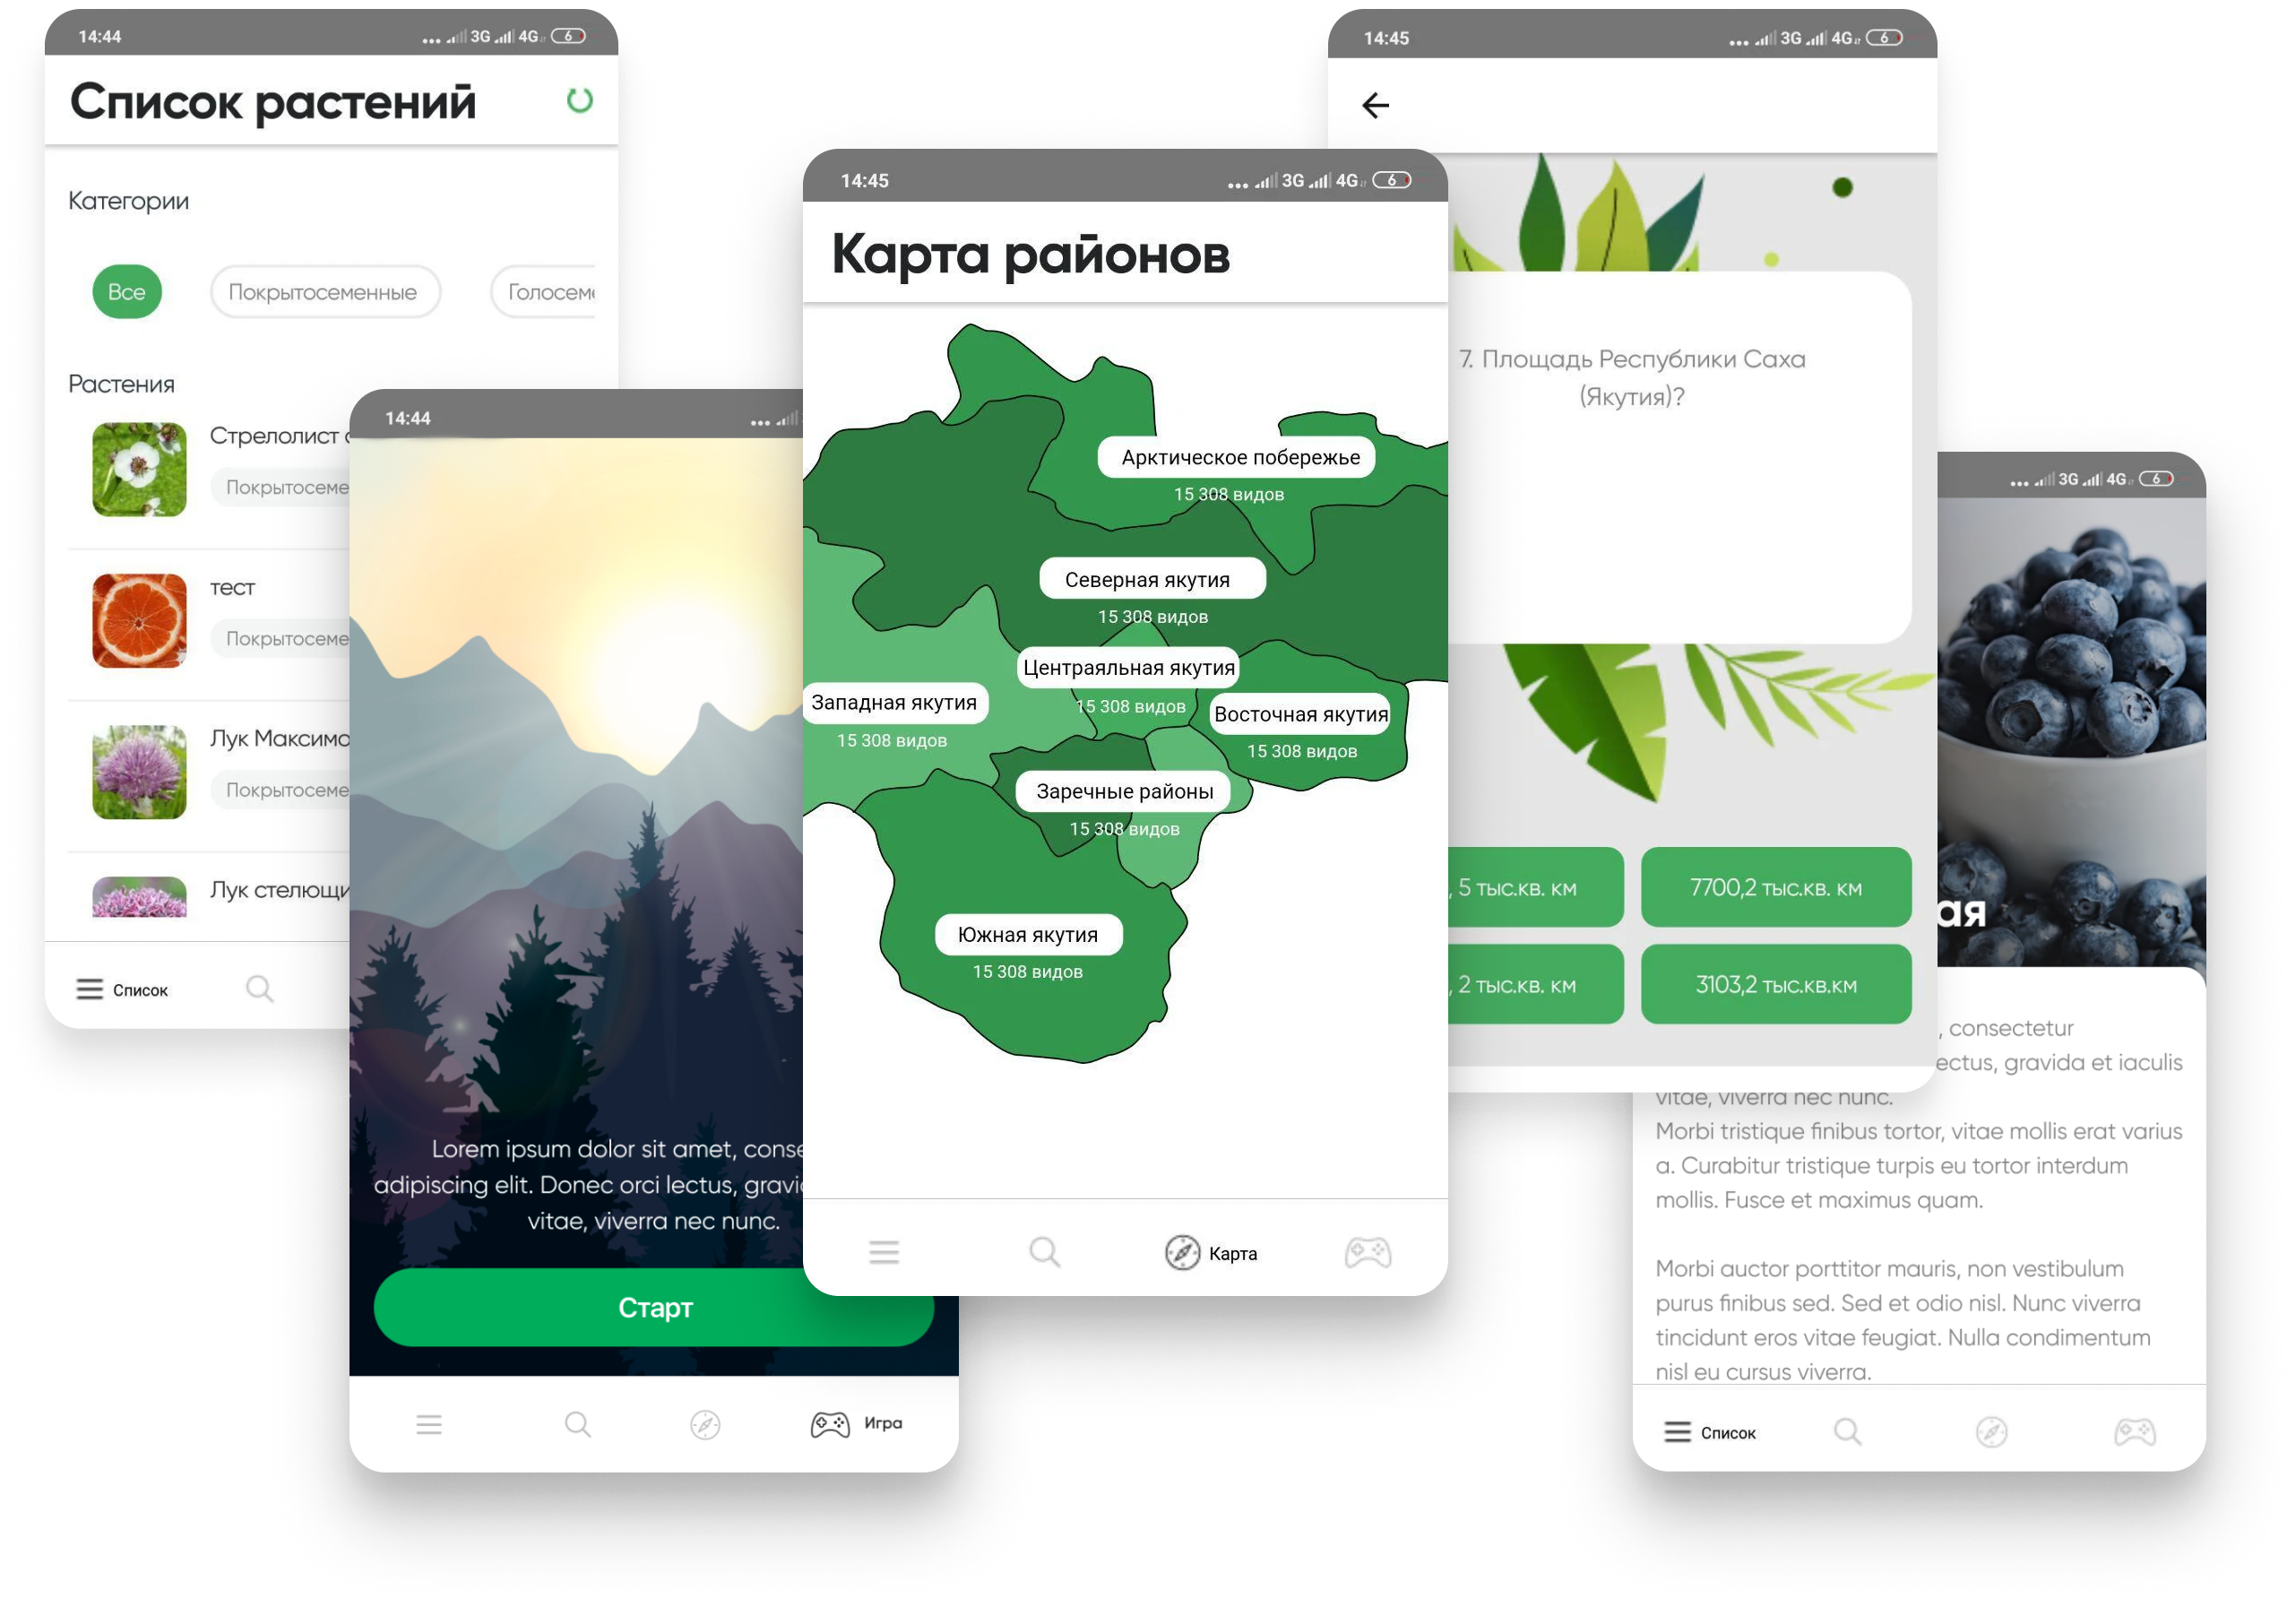 14:44
3G 4G 6
Список растений
Категории
Все
Покрытосеменные
Голосем
Растения
Стрелолист
Покрытосеме
тест
Покрытосеме
Лук Максимо
Покрытосеме
Лук стелющи
Список
14:44
Lorem ipsum dolor sit amet, conse
adipiscing elit. Donec orci lectus, gravi
vitae, viverra nec nunc.
Старт
Игра
14:45
3G 4G 6
Карта районов
Арктическое побережье
15 308 видов
Северная якутия
15 308 видов
Центраяльная якутия
15 308 видов
Западная якутия
15 308 видов
Восточная якутия
15 308 видов
Заречные районы
15 308 видов
Южная якутия
15 308 видов
Карта
14:45
3G 4G 6
7. Площадь Республики Саха
(Якутия)?
, 5 тыс.кв. км
7700,2 тыс.кв. км
, 2 тыс.кв. км
3103,2 тыс.кв.км
3G 4G 6
ая
, consectetur
ectus, gravida et iaculis
vitae, viverra nec nunc.
Morbi tristique finibus tortor, vitae mollis erat varius
a. Curabitur tristique turpis eu tortor interdum
mollis. Fusce et maximus quam.
Morbi auctor porttitor mauris, non vestibulum
purus finibus sed. Sed et odio nisl. Nunc viverra
tincidunt eros vitae feugiat. Nulla condimentum
nisl eu cursus viverra.
Список